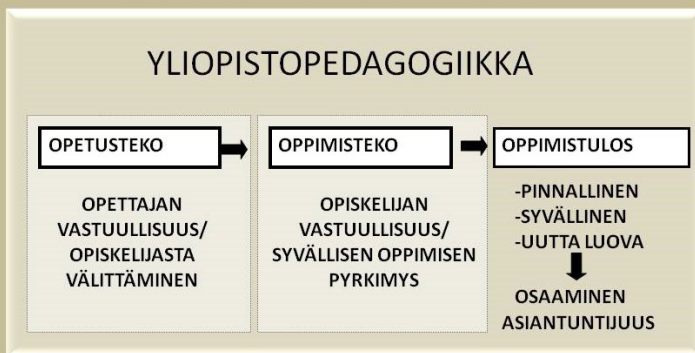 YLIOPISTOPEDAGOGIIKKA
OPETUSTEKO
OPETTAJAN
VASTUULLISUUS/
OPISKELIJASTA
VÄLITTÄMINEN
OPPIMISTEKO
OPISKELIJAN
VASTUULLISUUS/
SYVÄLLISEN OPPIMISEN
PYRKIMYS
OPPIMISTULOS
-PINNALLINEN
-SYVÄLLINEN
-UUTTA LUOVA
OSAAMINEN
ASIANTUNTIJUUS